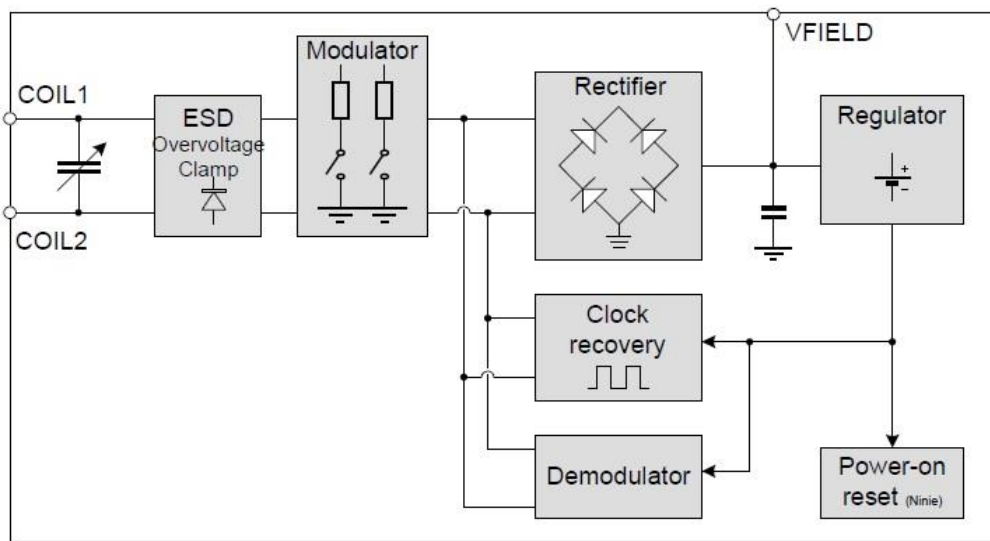 VFIELD
Modulator
COIL1
ESD
Overvoltage
Clamp
COIL2
Rectifier
Regulator
+
-
Clock
recovery
Demodulator
Power-on
reset (Ninie)